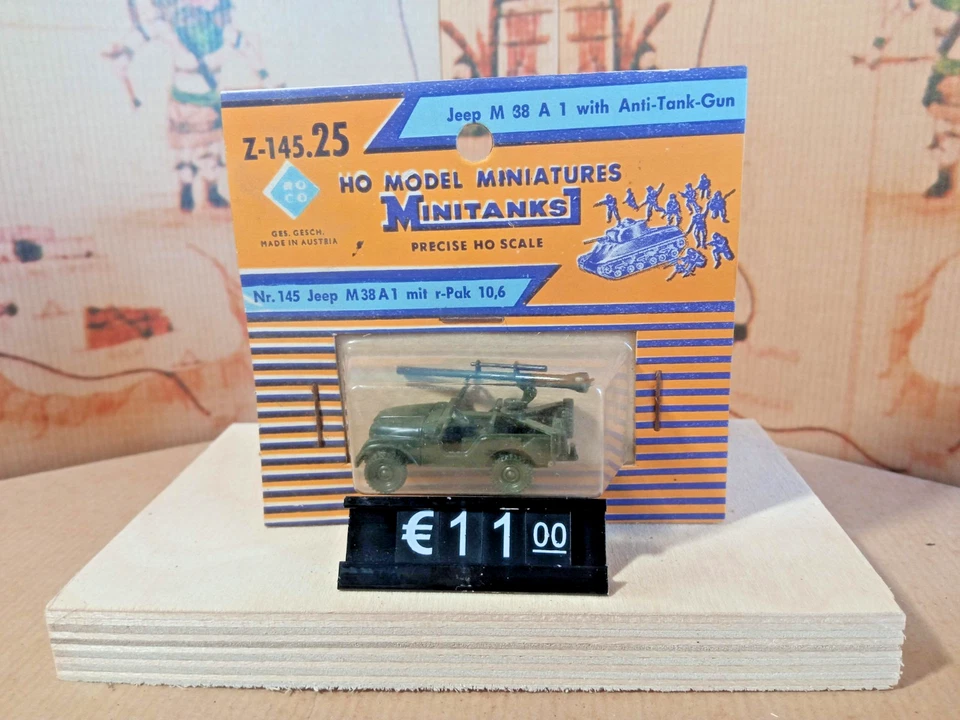 Jeep M 38 A 1 with Anti-Tank-Gun
Z-145.25
RO
CO
HO MODEL MINIATURES
MINITANKS
GES. GESCH.
MADE IN AUSTRIA
PRECISE HO SCALE
Nr. 145 Jeep M38A1 mit r-Pak 10,6
€11 00